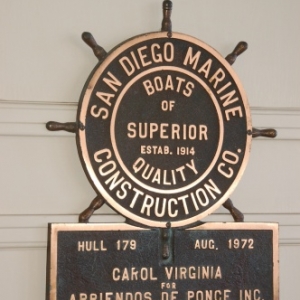 SAN DIEGO MARINE
CONSTRUCTION CO.
BOATS
OF
SUPERIOR
ESTAB. 1914
QUALITY
HULL 179 AUG. 1972
CAROL VIRGINIA
FOR
ARRIENDOS DE POPE INC.